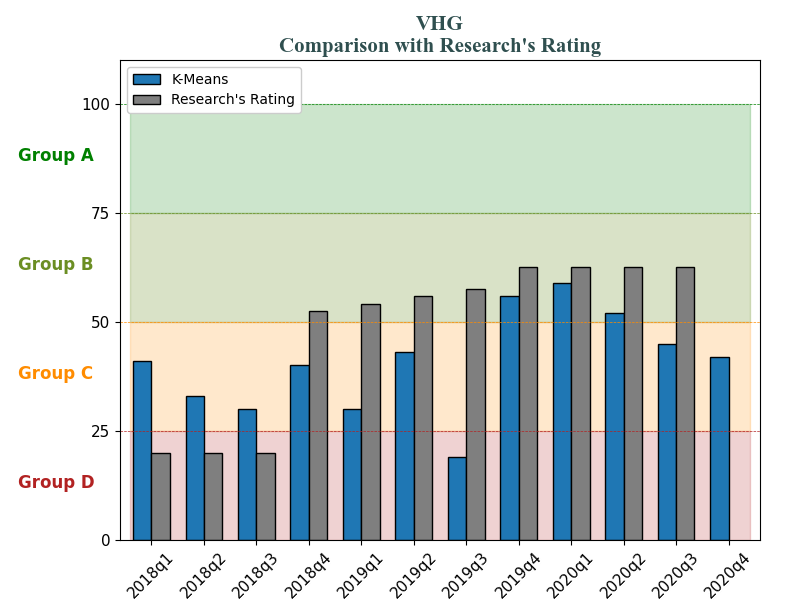 VHG
Comparison with Research's Rating
K-Means
Research's Rating
100
Group A
75
Group B
50
Group C
25
Group D
0
2018q1
2018q2
2018q3
2018q4
2019q1
2019q2
2019q3
2019q4
2020q1
2020q2
2020q3
2020q4